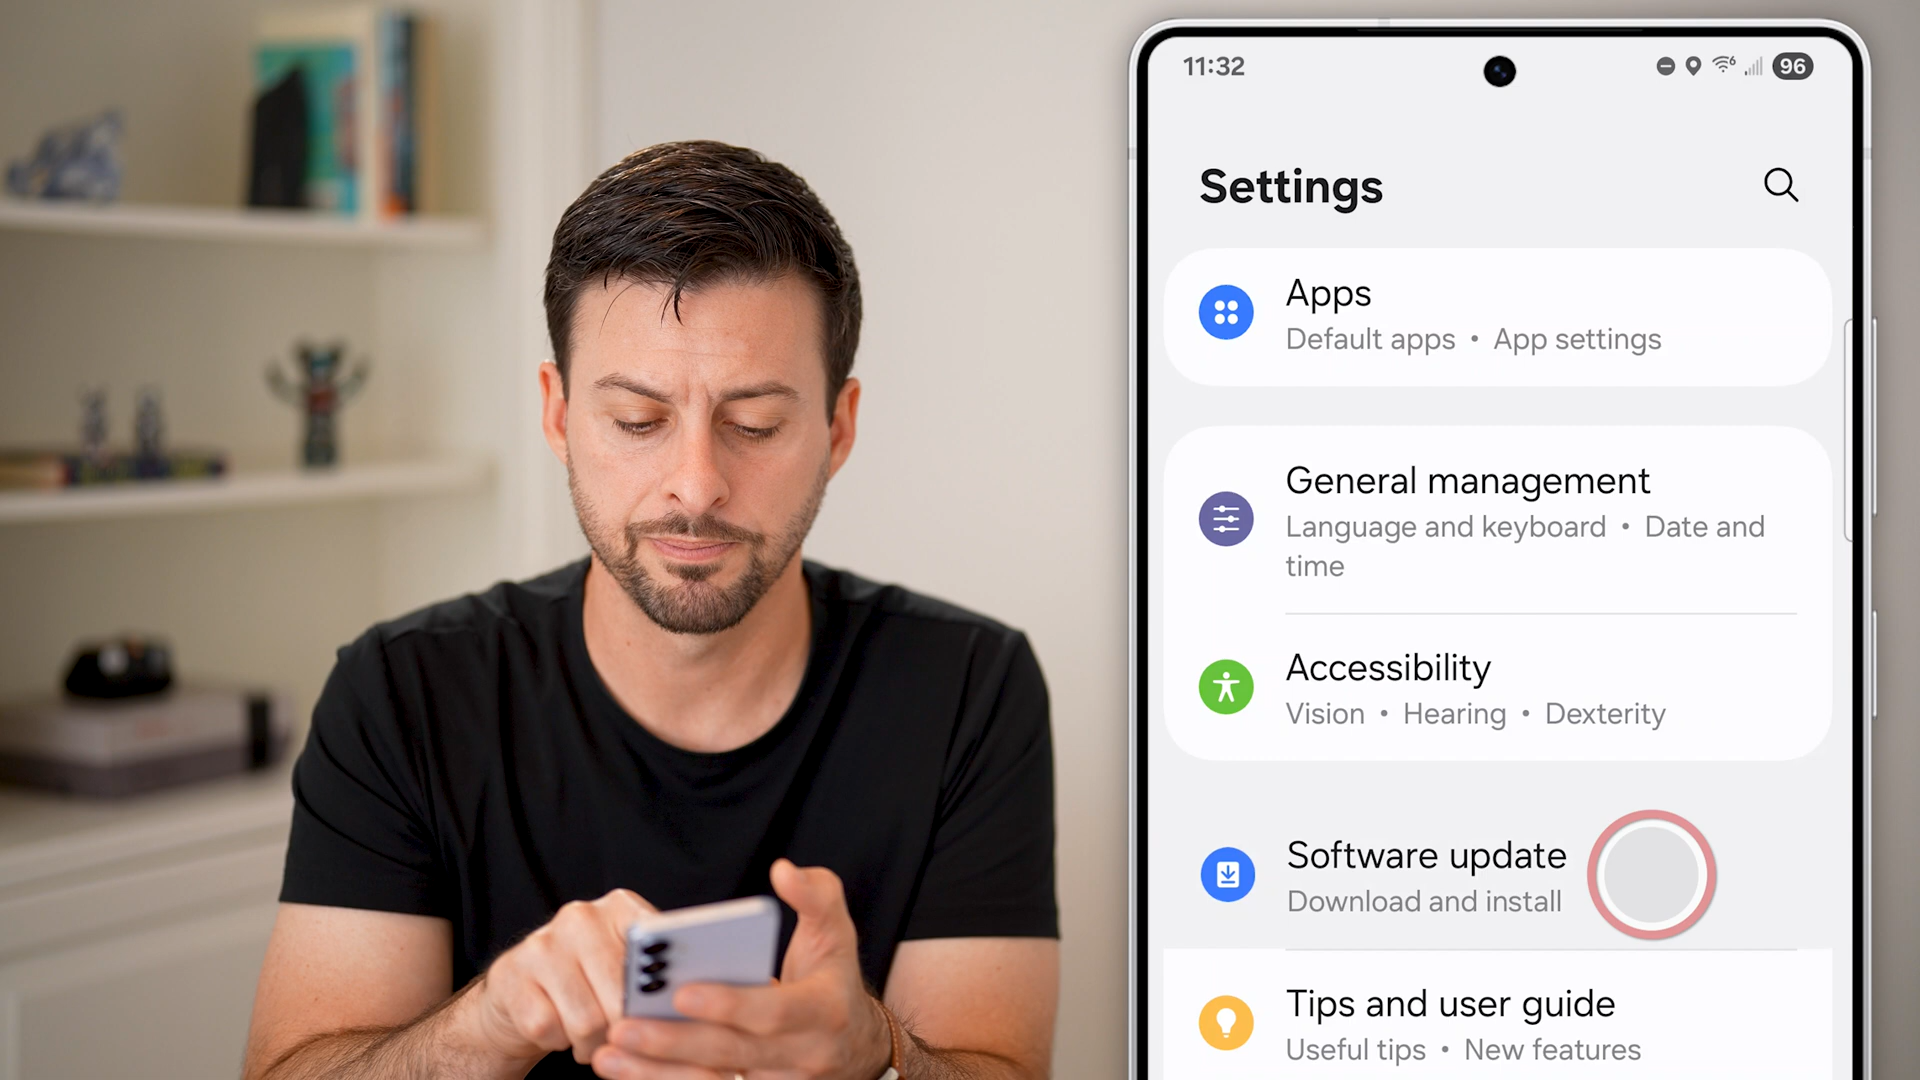 11:32
6
96
Settings
Apps
Default apps • App settings
General management
Language and keyboard • Date and
time
Accessibility
Vision • Hearing • Dexterity
Software update
Download and install
Tips and user guide
Useful tips • New features